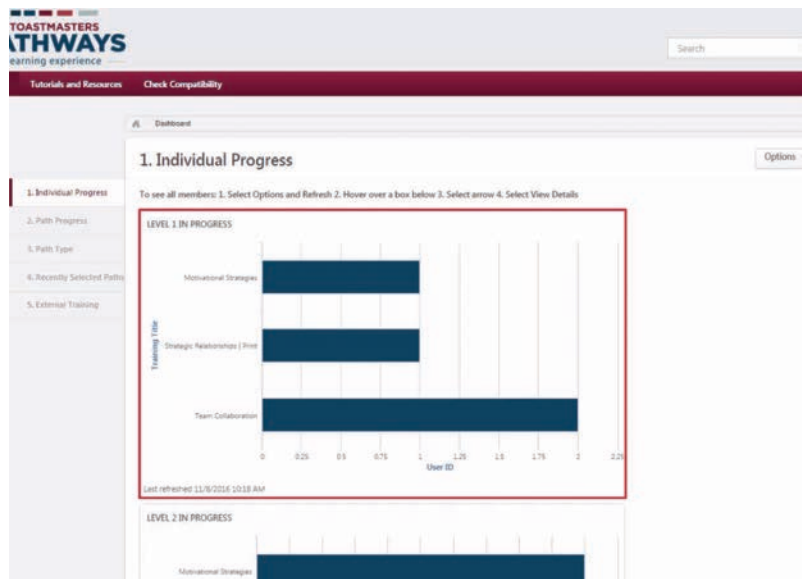 TOASTMASTERS
THWAYS
earning experience
Search
Tutorials and Resources Check Compatibility
Dashboard
1. Individual Progress
Options
1. Individual Progress
2. Path Progress
3. Path Type
4. Recently Selected Paths
5. External Training
To see all members: 1. Select Options and Refresh 2. Hover over a box below 3. Select arrow 4. Select View Details
LEVEL 1 IN PROGRESS
Training Title
Motivational Strategies
Strategic Relationships | Print
Team Collaboration
0 0.25 0.5 0.75 1 1.25 1.5 1.75 2 2.25
User ID
Last refreshed 11/8/2016 10:18 AM
LEVEL 2 IN PROGRESS
Motivational Strategies